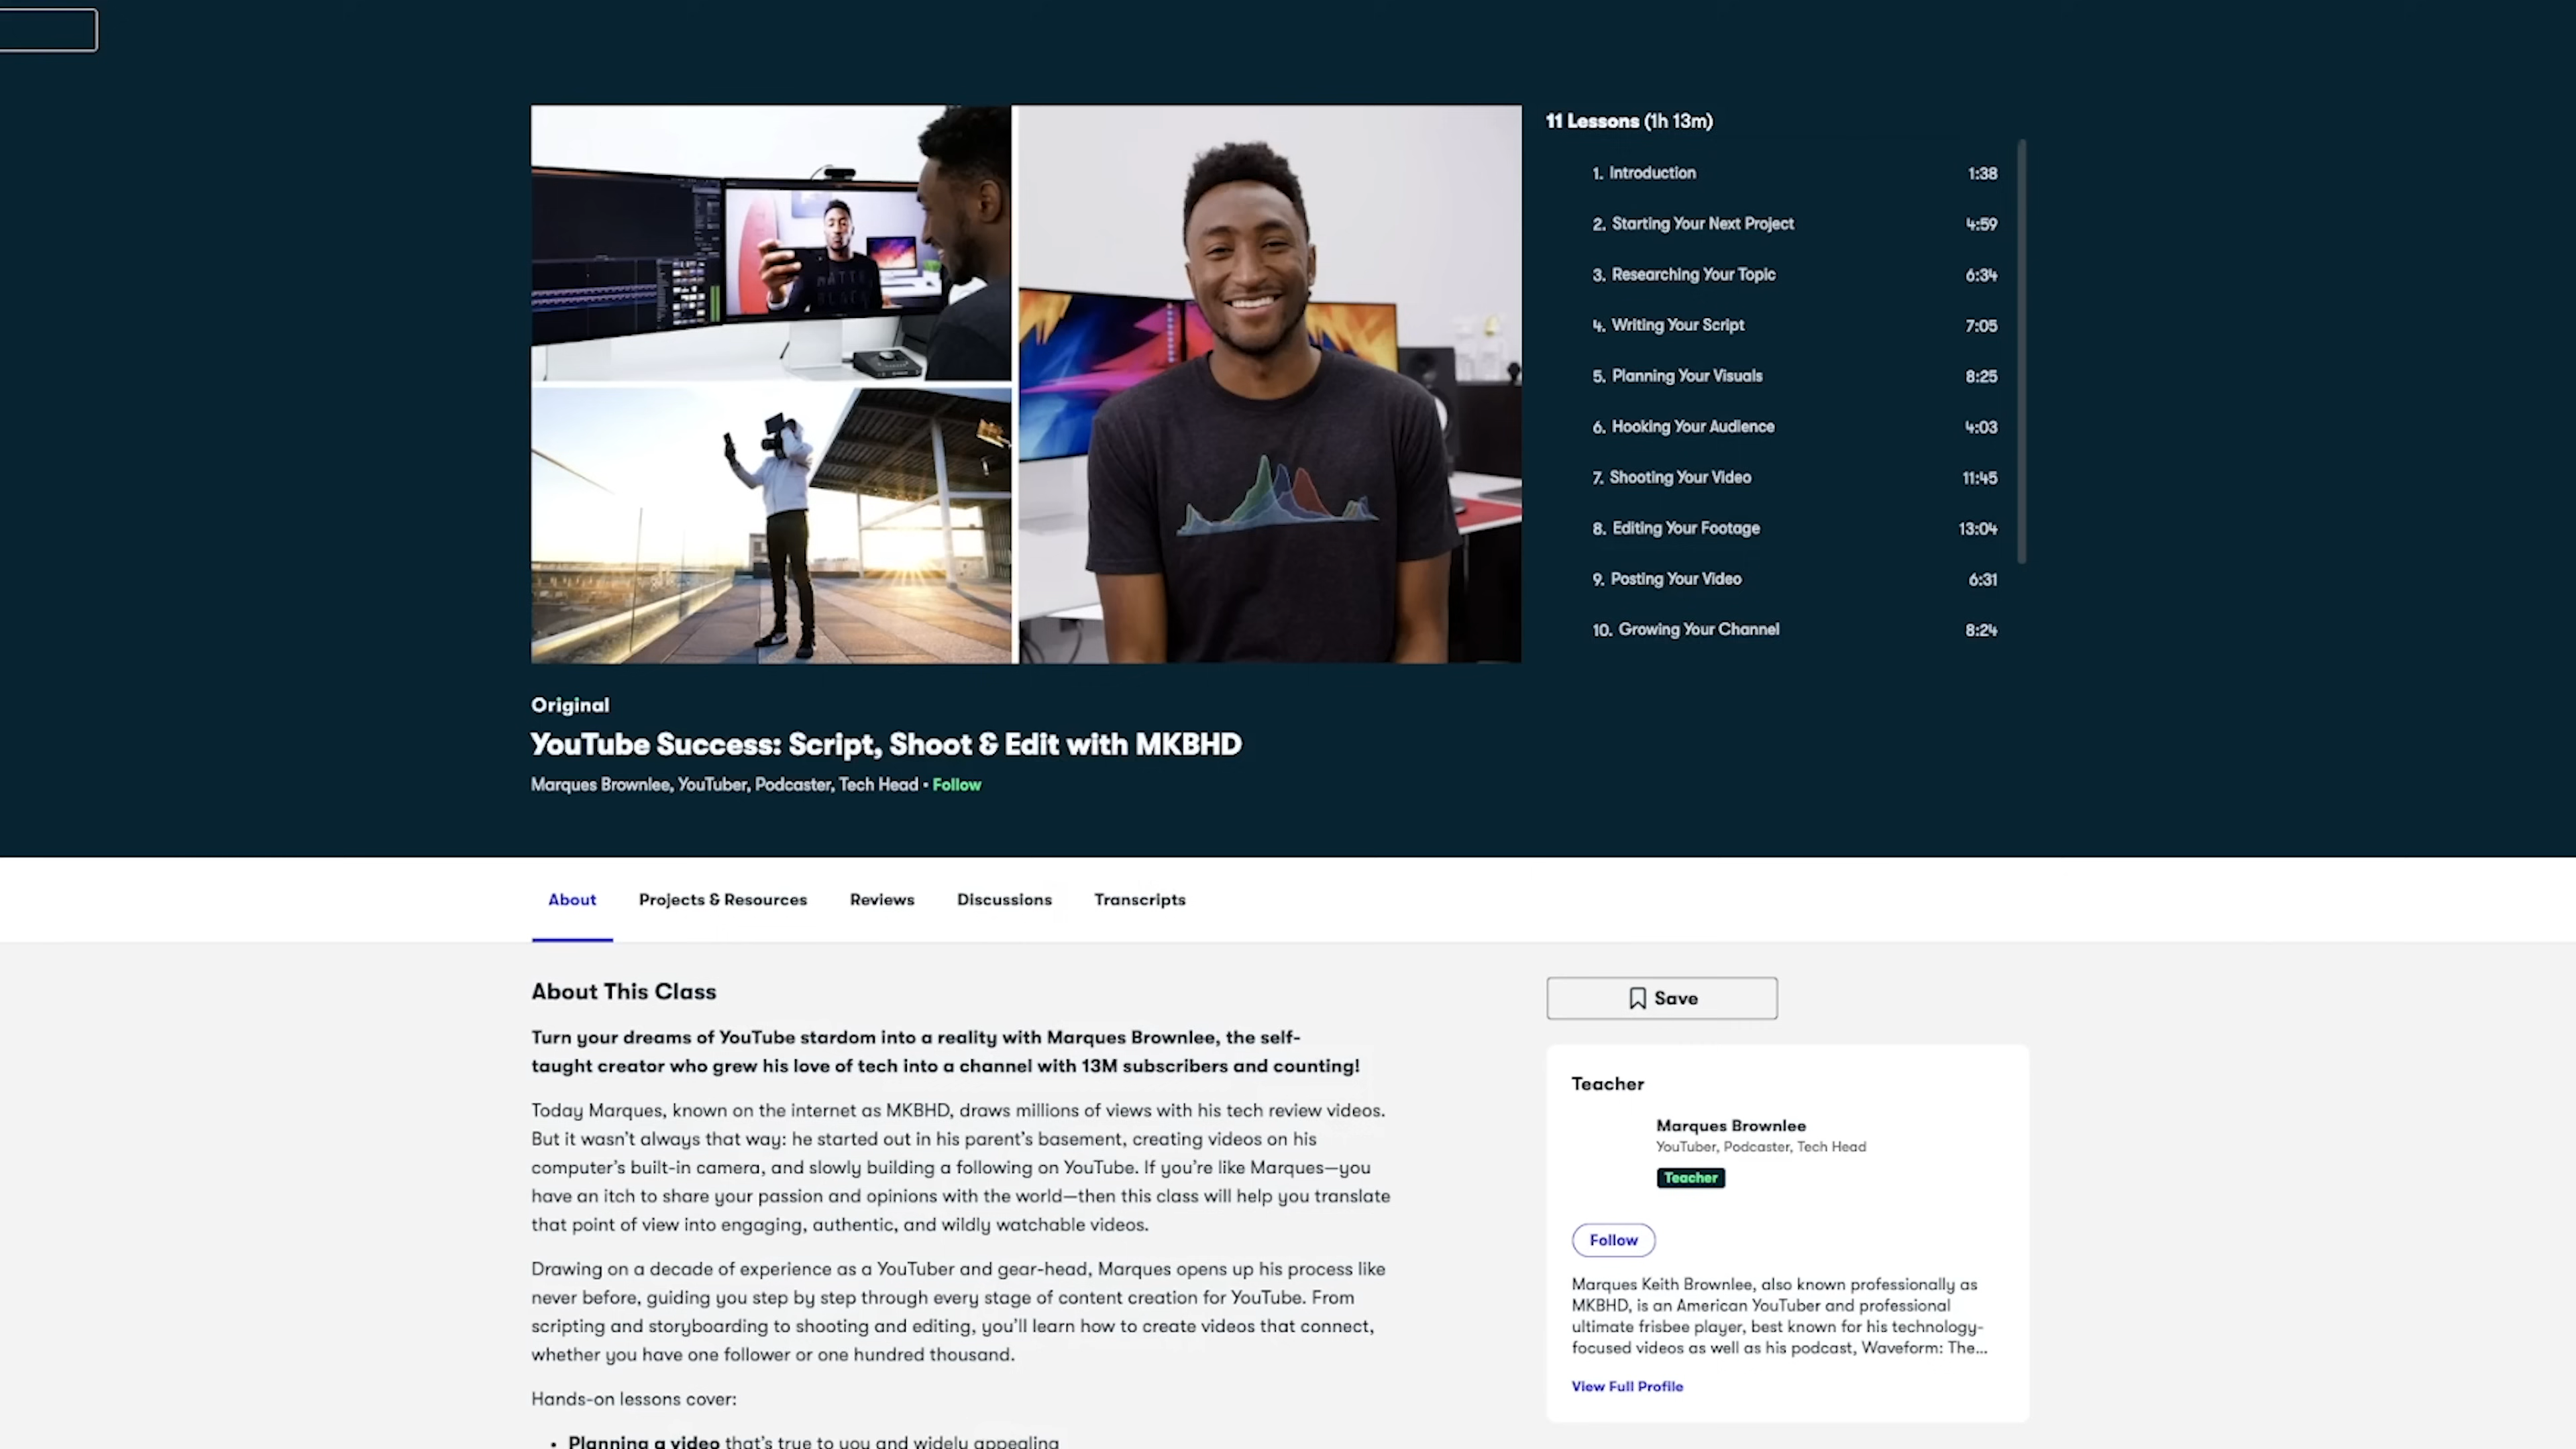 11 Lessons (1h 13m)
1. Introduction 1:38
2. Starting Your Next Project 4:59
3. Researching Your Topic 6:34
4. Writing Your Script 7:05
5. Planning Your Visuals 8:25
6. Hooking Your Audience 4:03
7. Shooting Your Video 11:45
8. Editing Your Footage 13:04
9. Posting Your Video 6:31
10. Growing Your Channel 8:24
MATTE
BLACK
Original
YouTube Success: Script, Shoot & Edit with MKBHD
Marques Brownlee, YouTuber, Podcaster, Tech Head • Follow
About Projects & Resources Reviews Discussions Transcripts
About This Class
Turn your dreams of YouTube stardom into a reality with Marques Brownlee, the self-
taught creator who grew his love of tech into a channel with 13M subscribers and counting!
Today Marques, known on the internet as MKBHD, draws millions of views with his tech review videos.
But it wasn't always that way: he started out in his parent's basement, creating videos on his
computer's built-in camera, and slowly building a following on YouTube. If you're like Marques—you
have an itch to share your passion and opinions with the world—then this class will help you translate
that point of view into engaging, authentic, and wildly watchable videos.
Drawing on a decade of experience as a YouTuber and gear-head, Marques opens up his process like
never before, guiding you step by step through every stage of content creation for YouTube. From
scripting and storyboarding to shooting and editing, you'll learn how to create videos that connect,
whether you have one follower or one hundred thousand.
Hands-on lessons cover:
• Planning a video that's true to you and widely appealing
Save
Teacher
Marques Brownlee
YouTuber, Podcaster, Tech Head
Teacher
Follow
Marques Keith Brownlee, also known professionally as
MKBHD, is an American YouTuber and professional
ultimate frisbee player, best known for his technology-
focused videos as well as his podcast, Waveform: The...
View Full Profile